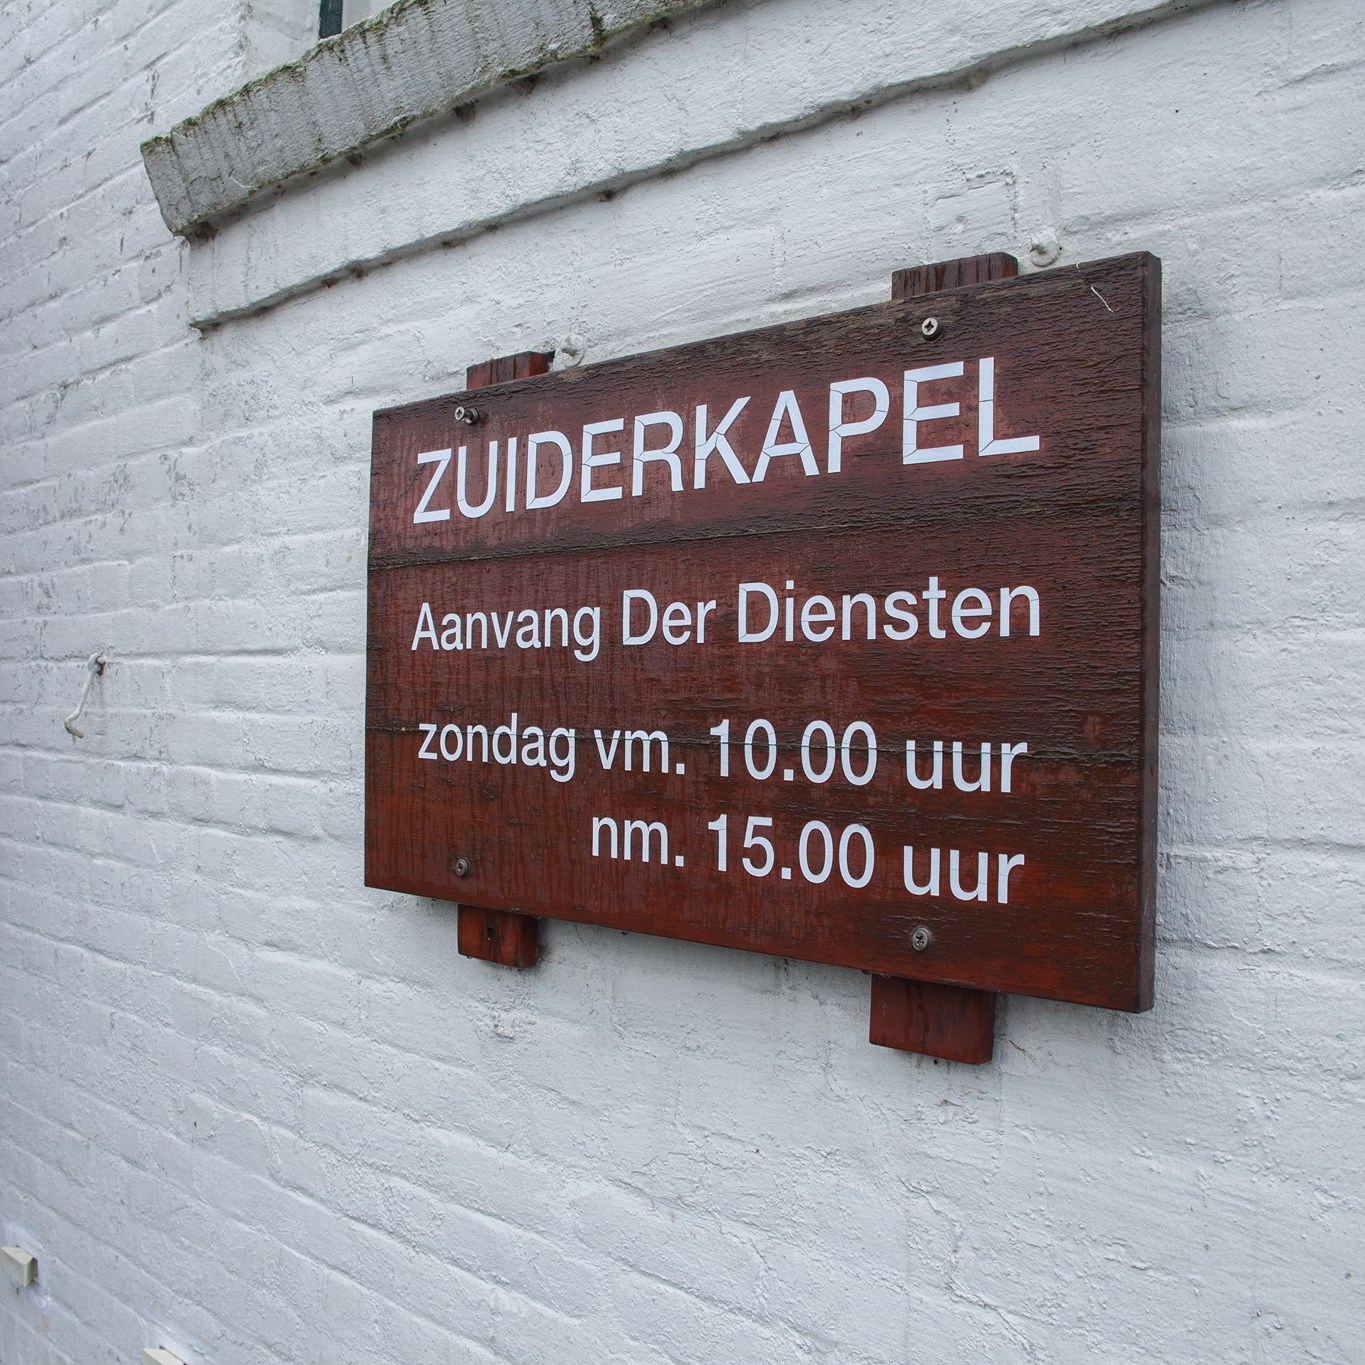 ZUIDERKAPEL
Aanvang Der Diensten
zondag vm. 10.00 uur
nm. 15.00 uur